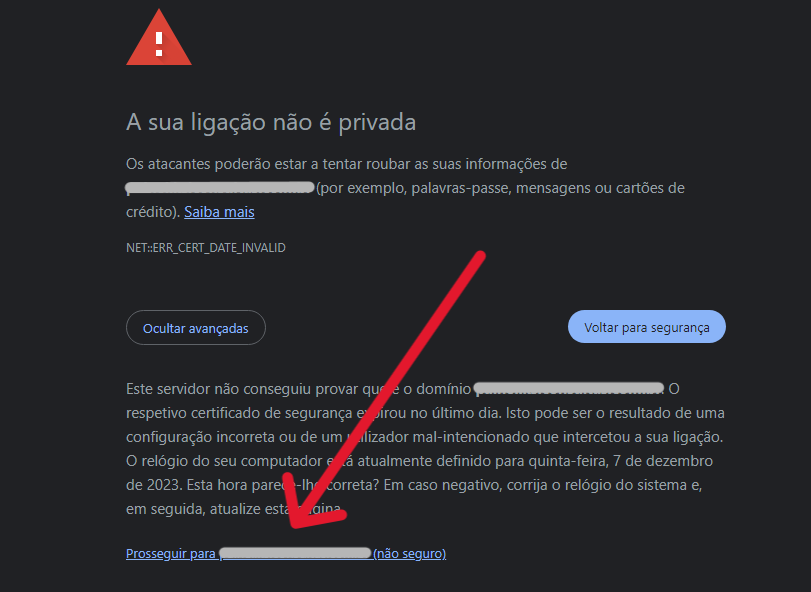 A sua ligação não é privada
Os atacantes poderão estar a tentar roubar as suas informações de
(por exemplo, palavras-passe, mensagens ou cartões de
crédito). Saiba mais
NET::ERR_CERT_DATE_INVALID
Ocultar avançadas
Voltar para segurança
Este servidor não conseguiu provar que é o domínio . O
respetivo certificado de segurança expirou no último dia. Isto pode ser o resultado de uma
configuração incorreta ou de um utilizador mal-intencionado que intercetou a sua ligação.
O relógio do seu computador está atualmente definido para quinta-feira, 7 de dezembro
de 2023. Esta hora parece-lhe correta? Em caso negativo, corrija o relógio do sistema e,
em seguida, atualize esta página.
Prosseguir para (não seguro)